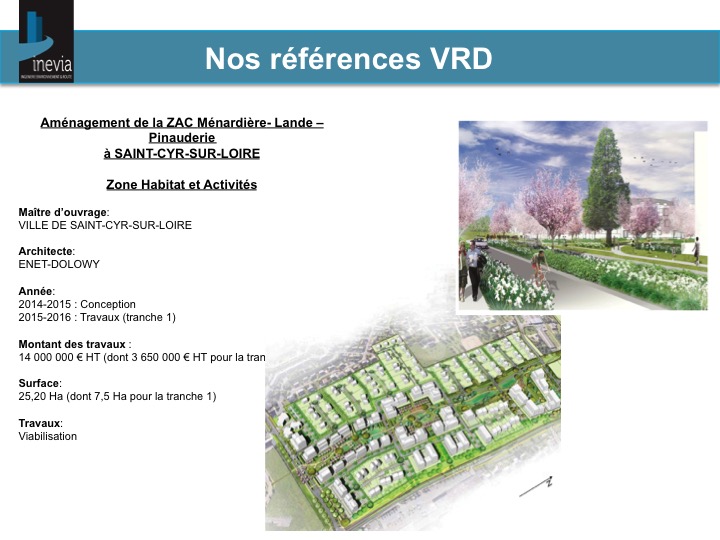 inevia
INGENIERIE ENVIRONNEMENT & ROUTE
Nos références VRD
Aménagement de la ZAC Ménardière- Lande –
Pinauderie
à SAINT-CYR-SUR-LOIRE
Zone Habitat et Activités
Maître d’ouvrage:
VILLE DE SAINT-CYR-SUR-LOIRE
Architecte:
ENET-DOLOWY
Année:
2014-2015 : Conception
2015-2016 : Travaux (tranche 1)
Montant des travaux :
14 000 000 € HT (dont 3 650 000 € HT pour la tran
Surface:
25,20 Ha (dont 7,5 Ha pour la tranche 1)
Travaux:
Viabilisation
N